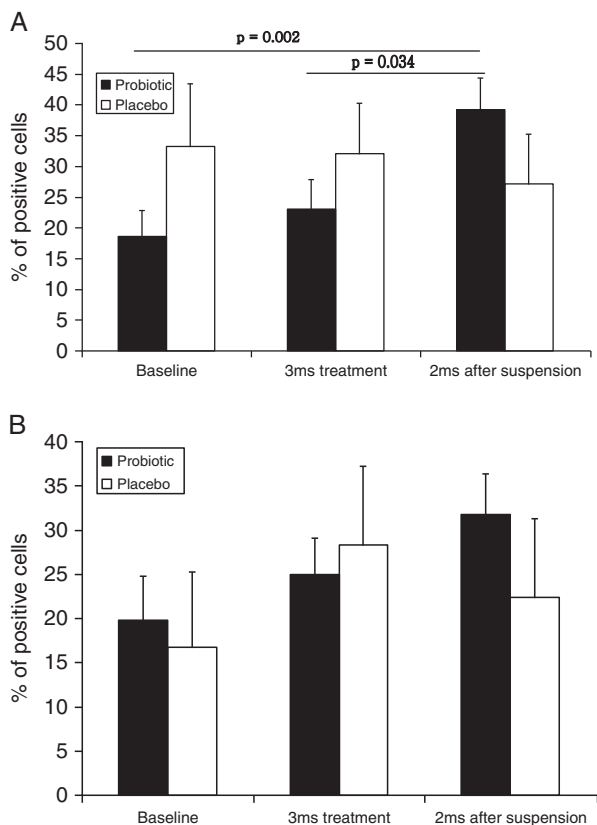 A
p = 0.002
p = 0.034
Probiotic
Placebo
% of positive cells
50
45
40
35
30
25
20
15
10
5
0
Baseline 3ms treatment 2ms after suspension
B
Probiotic
Placebo
% of positive cells
40
35
30
25
20
15
10
5
0
Baseline 3ms treatment 2ms after suspension